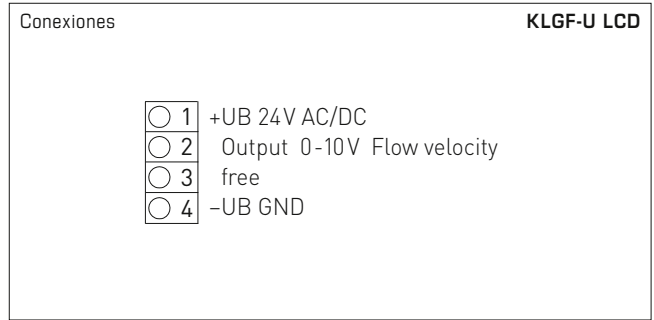 Conexiones KLGF-U LCD
1 +UB 24V AC/DC
2 Output 0-10V Flow velocity
3 free
4 –UB GND